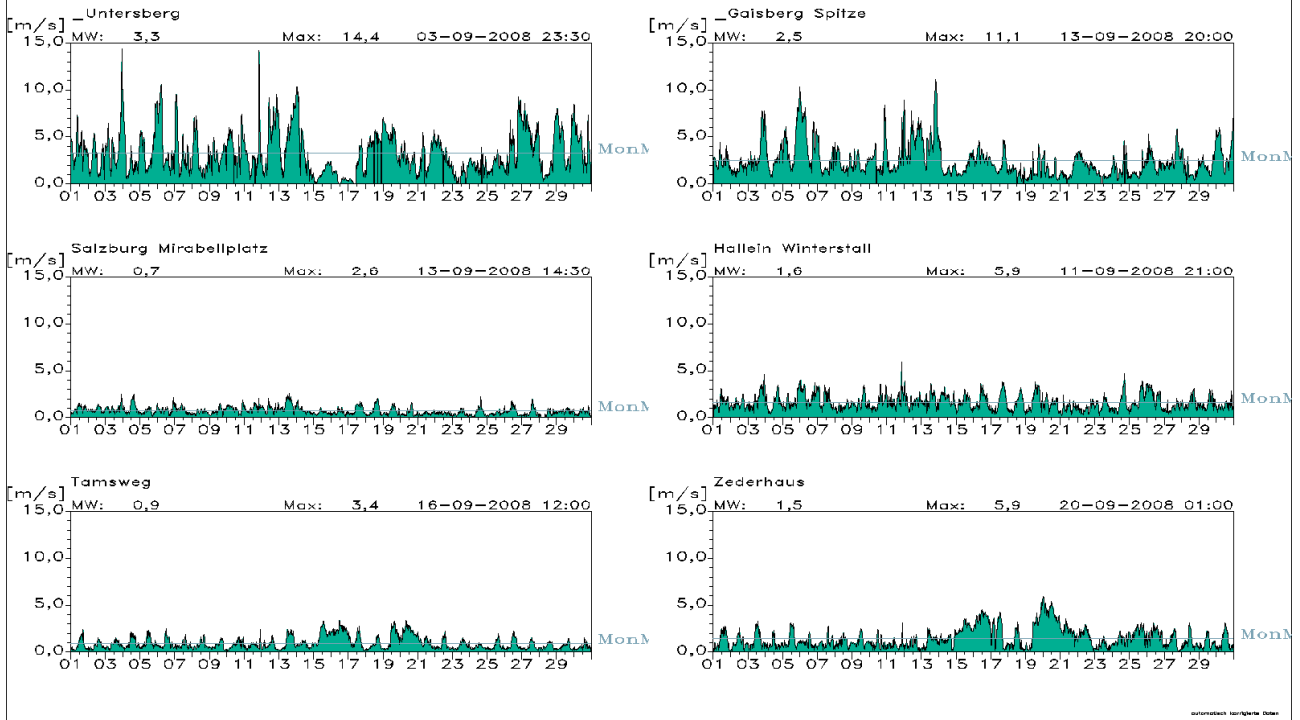 _Untersberg
[m/s] MW: 3,3 Max: 14,4 03-09-2008 23:30
15,0
10,0
5,0
0,0
MonM
01 03 05 07 09 11 13 15 17 19 21 23 25 27 29
_Gaisberg Spitze
[m/s] MW: 2,5 Max: 11,1 13-09-2008 20:00
15,0
10,0
5,0
0,0
MonM
01 03 05 07 09 11 13 15 17 19 21 23 25 27 29
Salzburg Mirabellplatz
[m/s] MW: 0,7 Max: 2,6 13-09-2008 14:30
15,0
10,0
5,0
0,0
MonM
01 03 05 07 09 11 13 15 17 19 21 23 25 27 29
Hallein Winterstall
[m/s] MW: 1,6 Max: 5,9 11-09-2008 21:00
15,0
10,0
5,0
0,0
MonM
01 03 05 07 09 11 13 15 17 19 21 23 25 27 29
Tamsweg
[m/s] MW: 0,9 Max: 3,4 16-09-2008 12:00
15,0
10,0
5,0
0,0
MonM
01 03 05 07 09 11 13 15 17 19 21 23 25 27 29
Zederhaus
[m/s] MW: 1,5 Max: 5,9 20-09-2008 01:00
15,0
10,0
5,0
0,0
MonM
01 03 05 07 09 11 13 15 17 19 21 23 25 27 29
automatisch korrigierte Daten